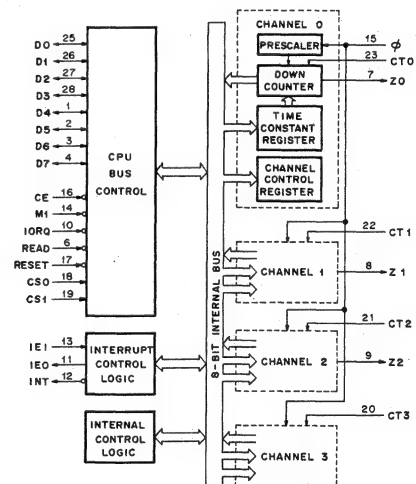 CHANNEL 0
PRESCALER
15 ϕ
23 CT0
DOWN COUNTER
7 Z0
TIME CONSTANT REGISTER
CHANNEL CONTROL REGISTER
D0 25
D1 26
D2 27
D3 28
D4 1
D5 2
D6 3
D7 4
CE 16
M1 14
IORQ 10
READ 6
RESET 17
CS0 18
CS1 19
CPU BUS CONTROL
8-BIT INTERNAL BUS
22 CT1
CHANNEL 1
8 Z1
21 CT2
CHANNEL 2
9 Z2
20 CT3
CHANNEL 3
IEI 13
IEO 11
INT 12
INTERRUPT CONTROL LOGIC
INTERNAL CONTROL LOGIC